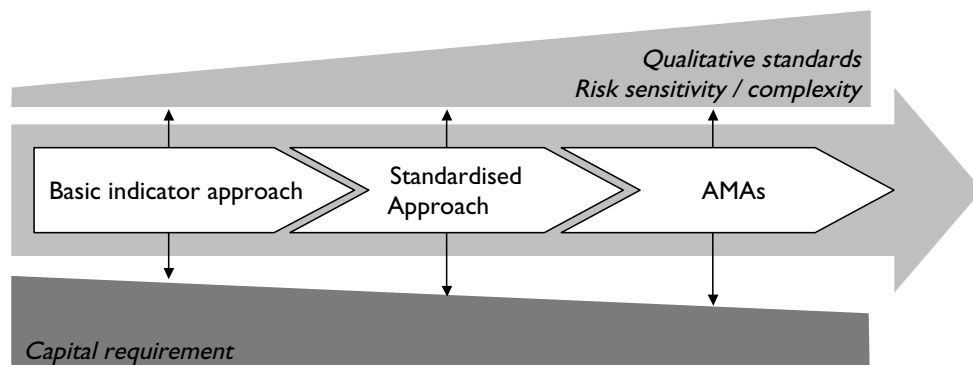 Qualitative standards
Risk sensitivity / complexity
Basic indicator approach
Standardised
Approach
AMAs
Capital requirement